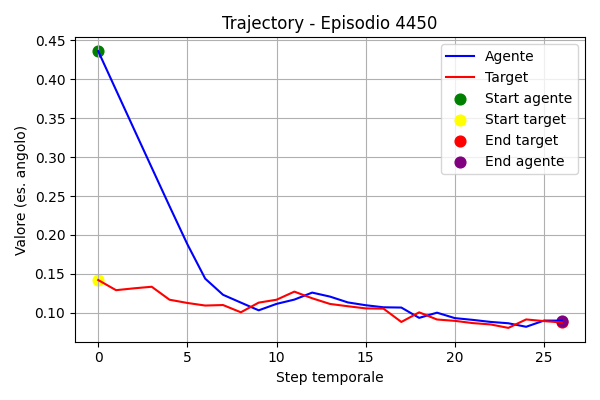 Trajectory - Episodio 4450
Valore (es. angolo)
0.45
0.40
0.35
0.30
0.25
0.20
0.15
0.10
Agente
Target
Start agente
Start target
End target
End agente
0 5 10 15 20 25
Step temporale